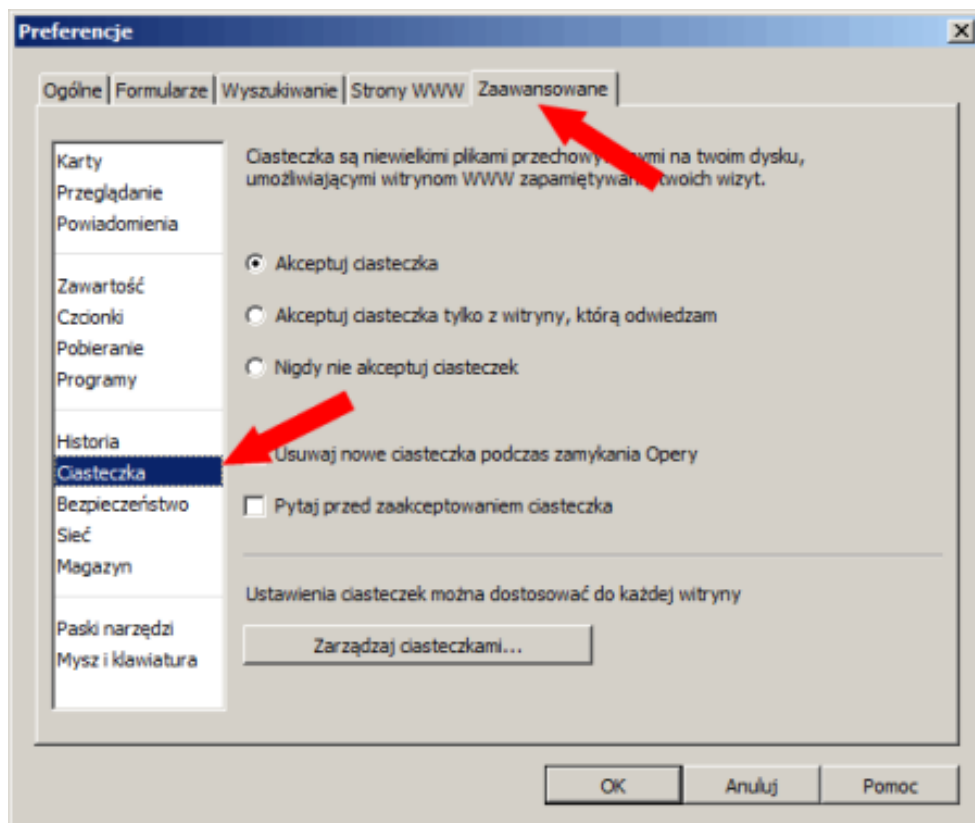 Preferencje
Ogólne Formularze Wyszukiwanie Strony WWW Zaawansowane
Karty
Przeglądanie
Powiadomienia
Zawartość
Czcionki
Pobieranie
Programy
Historia
Ciasteczka
Bezpieczeństwo
Sieć
Magazyn
Paski narzędzi
Mysz i klawiatura
Ciasteczka są niewielkimi plikami na twoim dysku,
umożliwiającymi witrynom WWW twoich wizyt.
Akceptuj ciasteczka
Akceptuj ciasteczka tylko z witryny, którą odwiedzam
Nigdy nie akceptuj ciasteczek
Usuwaj nowe ciasteczka podczas zamykania Opery
Pytaj przed zaakceptowaniem ciasteczka
Ustawienia ciasteczek można dostosować do każdej witryny
Zarządzaj ciasteczkami...
OK Anuluj Pomoc